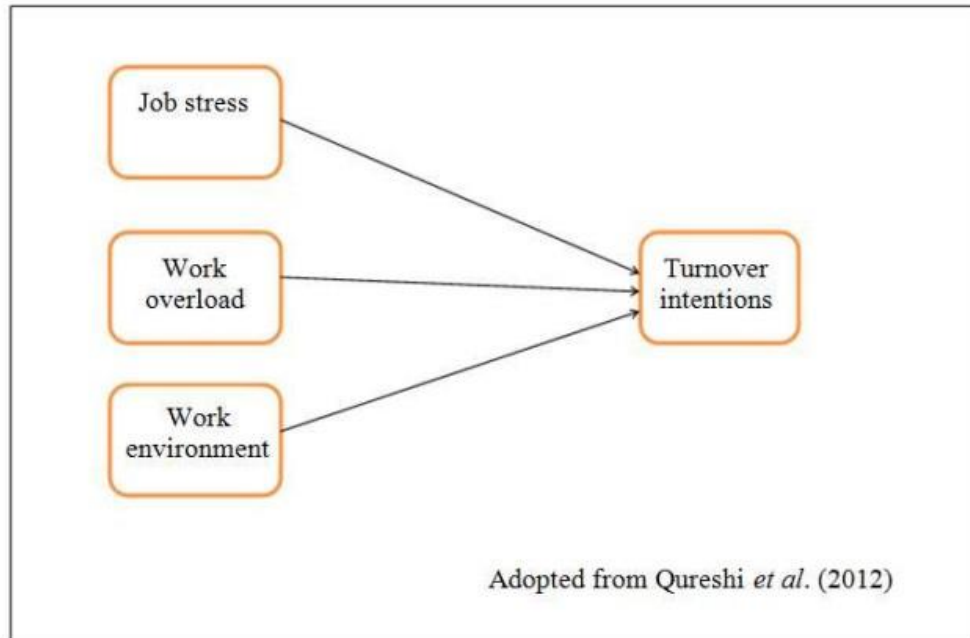 Job stress
Work
overload
Work
environment
Turnover
intentions
Adopted from Qureshi et al. (2012)